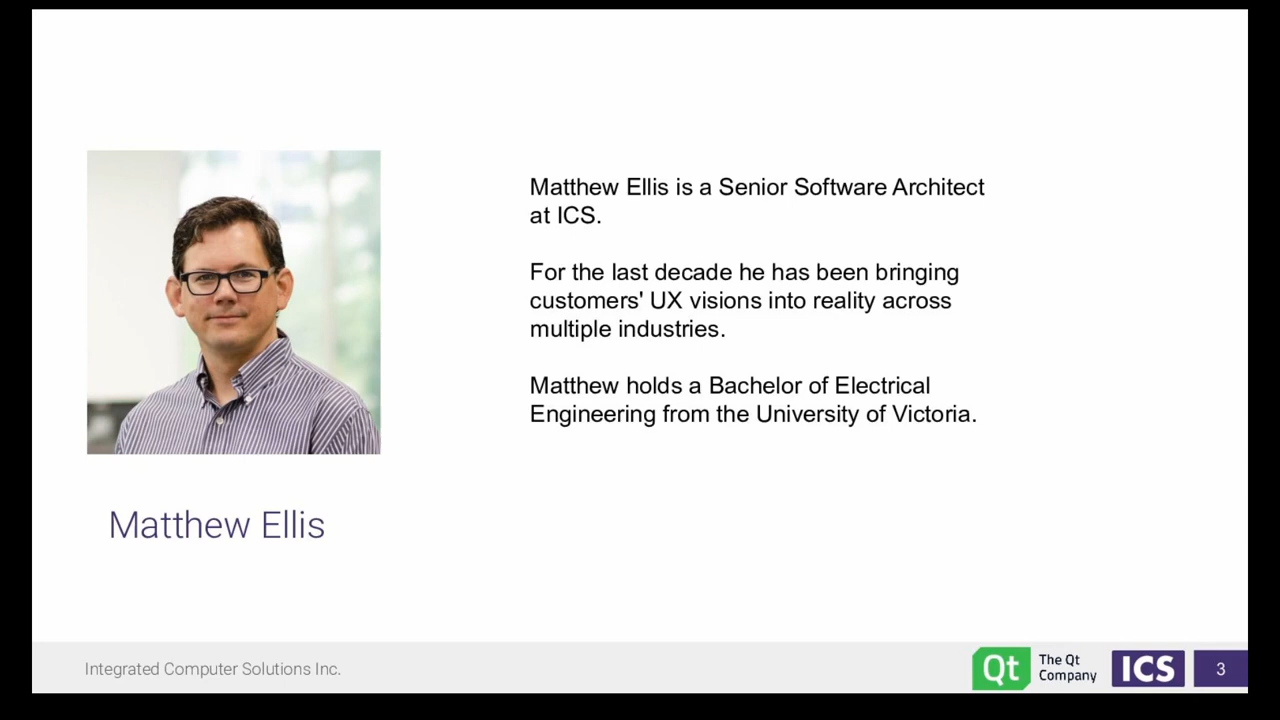 Matthew Ellis is a Senior Software Architect
at ICS.
For the last decade he has been bringing
customers' UX visions into reality across
multiple industries.
Matthew holds a Bachelor of Electrical
Engineering from the University of Victoria.
Matthew Ellis
Integrated Computer Solutions Inc.
Qt
The Qt
Company
ICS
3